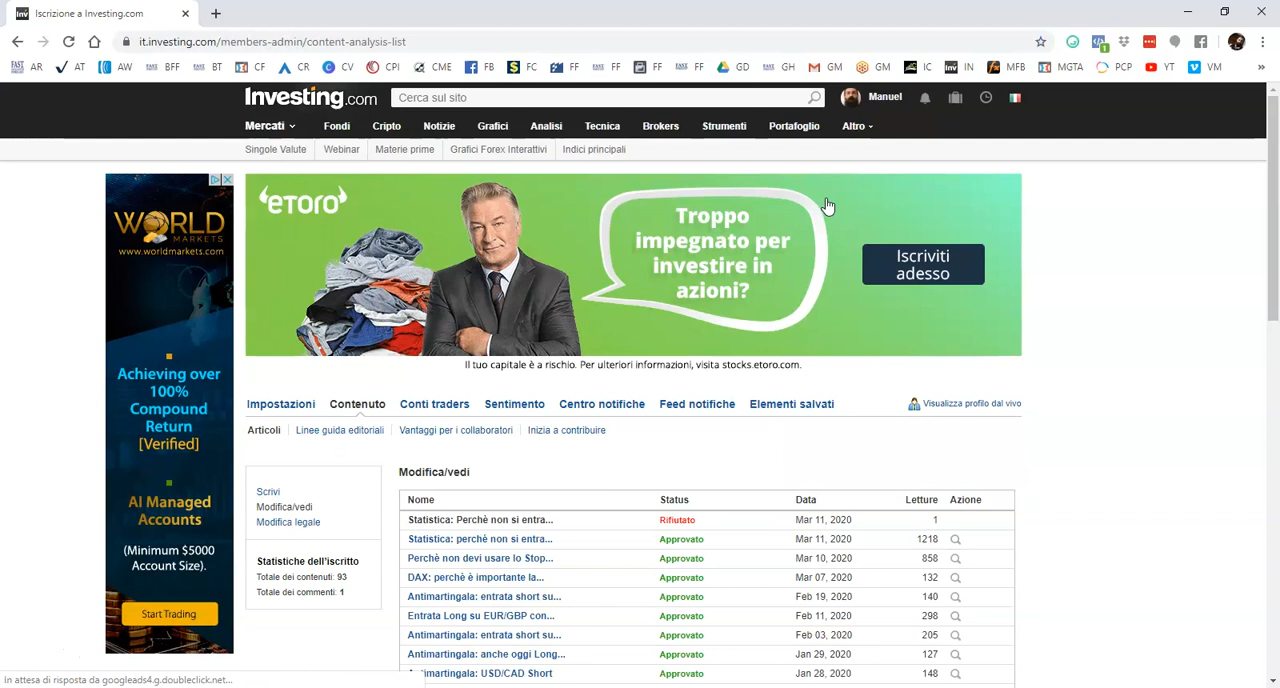 Iscrizione a Investing.com
it.investing.com/members-admin/content-analysis-list
AR AT AW BFF BT CF CR CV CPI CME FB FC FF FF FF FF GD GH GM GM IC IN MFB MGTA PCP YT VM »
Investing.com Cerca sul sito Manuel
Mercati Fondi Cripto Notizie Grafici Analisi Tecnica Brokers Strumenti Portafoglio Altro
Singole Valute Webinar Materie prime Grafici Forex Interattivi Indici principali
WORLD
MARKETS
www.worldmarkets.com
Achieving over
100%
Compound
Return
[Verified]
AI Managed
Accounts
(Minimum $5000
Account Size).
Start Trading
eToro
Troppo
impegnato per
investire in
azioni?
Iscriviti
adesso
Il tuo capitale è a rischio. Per ulteriori informazioni, visita stocks.etoro.com.
Impostazioni Contenuto Conti traders Sentimento Centro notifiche Feed notifiche Elementi salvati Visualizza profilo dal vivo
Articoli Linee guida editoriali Vantaggi per i collaboratori Inizia a contribuire
Scrivi
Modifica/vedi
Modifica legale
Statistiche dell'iscritto
Totale dei contenuti: 93
Totale dei commenti: 1
Modifica/vedi
Nome Status Data Letture Azione
Statistica: Perchè non si entra... Rifiutato Mar 11, 2020 1
Statistica: perchè non si entra... Approvato Mar 11, 2020 1218
Perchè non devi usare lo Stop... Approvato Mar 10, 2020 858
DAX: perchè è importante la... Approvato Mar 07, 2020 132
Antimartingala: entrata short su... Approvato Feb 19, 2020 140
Entrata Long su EUR/GBP con... Approvato Feb 11, 2020 298
Antimartingala: entrata short su... Approvato Feb 03, 2020 205
Antimartingala: anche oggi Long... Approvato Jan 29, 2020 127
imartingala: USD/CAD Short Approvato Jan 28, 2020 148
In attesa di risposta da googleads4.g.doubleclick.net...